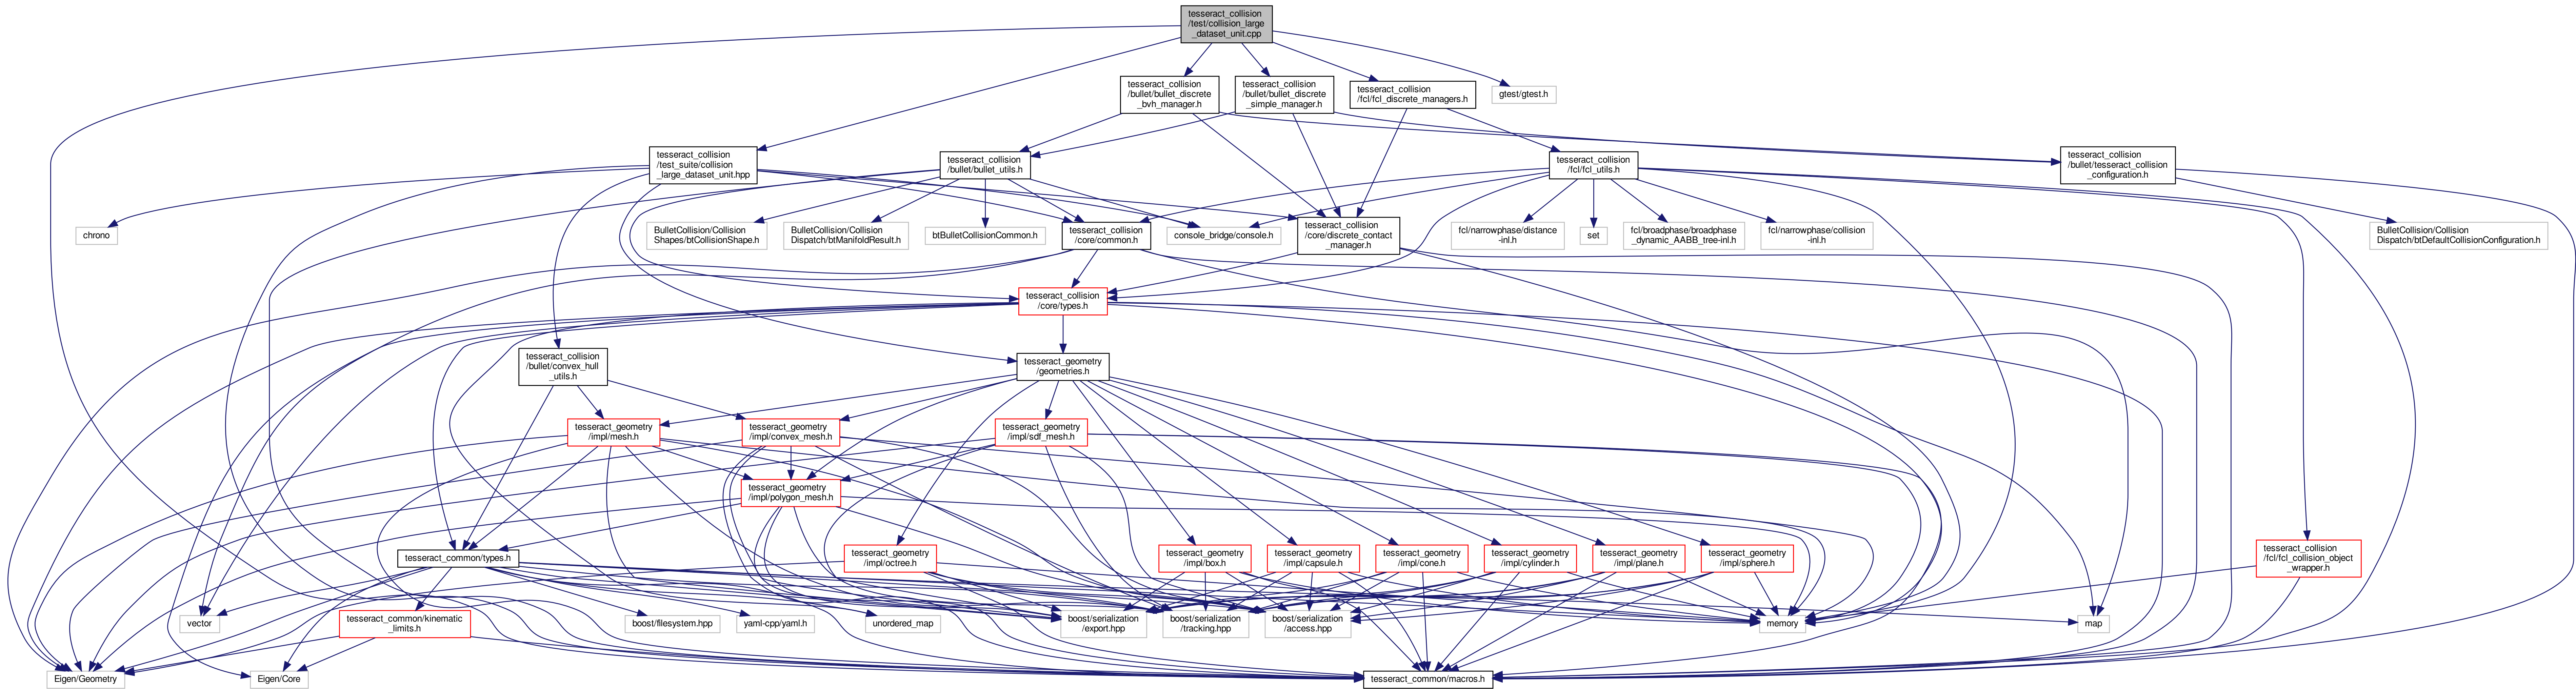 tesseract_collision
/test/collision_large
_dataset_unit.cpp
tesseract_collision
/bullet/bullet_discrete
_bvh_manager.h
tesseract_collision
/bullet/bullet_discrete
_simple_manager.h
tesseract_collision
/fcl/fcl_discrete_managers.h
gtest/gtest.h
tesseract_collision
/test_suite/collision
_large_dataset_unit.hpp
tesseract_collision
/bullet/bullet_utils.h
tesseract_collision
/fcl/fcl_utils.h
tesseract_collision
/bullet/tesseract_collision
_configuration.h
chrono
BulletCollision/Collision
Shapes/btCollisionShape.h
BulletCollision/Collision
Dispatch/btManifoldResult.h
btBulletCollisionCommon.h
tesseract_collision
/core/common.h
console_bridge/console.h
tesseract_collision
/core/discrete_contact
_manager.h
fcl/narrowphase/distance
-inl.h
set
fcl/broadphase/broadphase
_dynamic_AABB_tree-inl.h
fcl/narrowphase/collision
-inl.h
BulletCollision/Collision
Dispatch/btDefaultCollisionConfiguration.h
tesseract_collision
/core/types.h
tesseract_collision
/bullet/convex_hull
_utils.h
tesseract_geometry
/geometries.h
tesseract_geometry
/impl/mesh.h
tesseract_geometry
/impl/convex_mesh.h
tesseract_geometry
/impl/sdf_mesh.h
tesseract_geometry
/impl/polygon_mesh.h
tesseract_common/types.h
tesseract_geometry
/impl/octree.h
tesseract_geometry
/impl/box.h
tesseract_geometry
/impl/capsule.h
tesseract_geometry
/impl/cone.h
tesseract_geometry
/impl/cylinder.h
tesseract_geometry
/impl/plane.h
tesseract_geometry
/impl/sphere.h
tesseract_collision
/fcl/fcl_collision_object
_wrapper.h
vector
tesseract_common/kinematic
_limits.h
boost/filesystem.hpp
yaml-cpp/yaml.h
unordered_map
boost/serialization
/export.hpp
boost/serialization
/tracking.hpp
boost/serialization
/access.hpp
memory
map
Eigen/Geometry
Eigen/Core
tesseract_common/macros.h